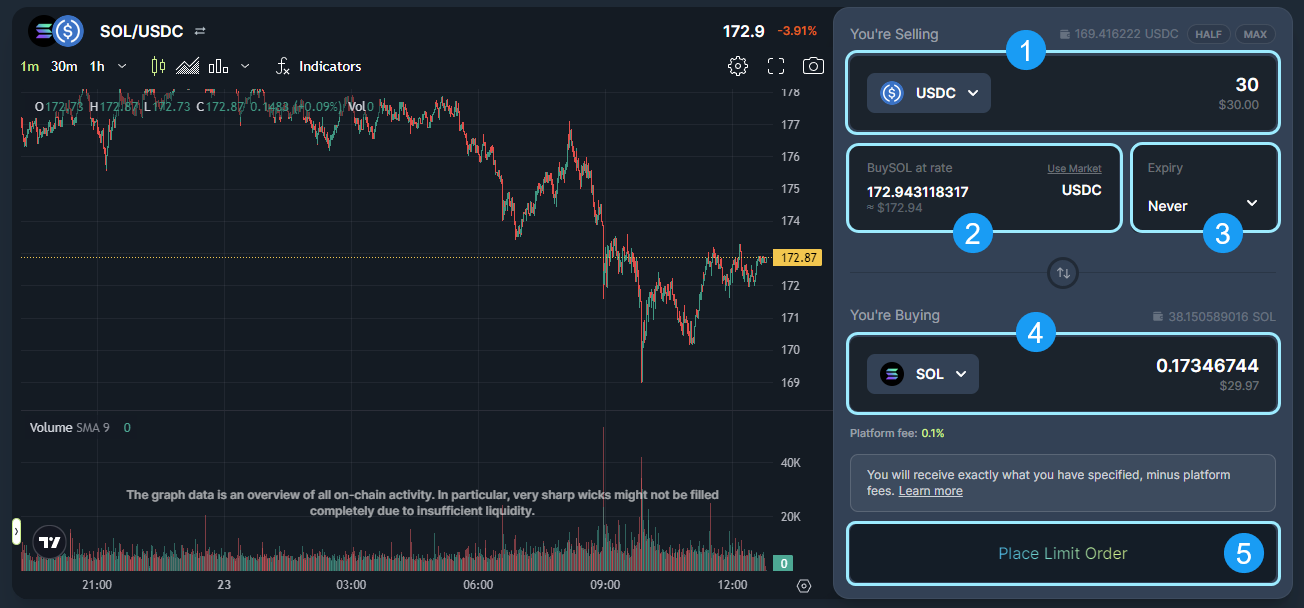 SOL/USDC
172.9 -3.91%
1m 30m 1h Indicators
O172.73 H172.87 L172.73 C172.87 0.1483 (+0.09%) Vol0
178
177
176
175
174
172.87
172
171
170
169
Volume SMA 9 0
40K
20K
0
The graph data is an overview of all on-chain activity. In particular, very sharp wicks might not be filled
completely due to insufficient liquidity.
21:00 23 03:00 06:00 09:00 12:00
You're Selling 169.416222 USDC HALF MAX
1
USDC 30
$30.00
BuySOL at rate Use Market
172.943118317 USDC
≈ $172.94
2
Expiry
Never
3
You're Buying 38.150589016 SOL
4
SOL 0.17346744
$29.97
Platform fee: 0.1%
You will receive exactly what you have specified, minus platform
fees. Learn more
Place Limit Order 5